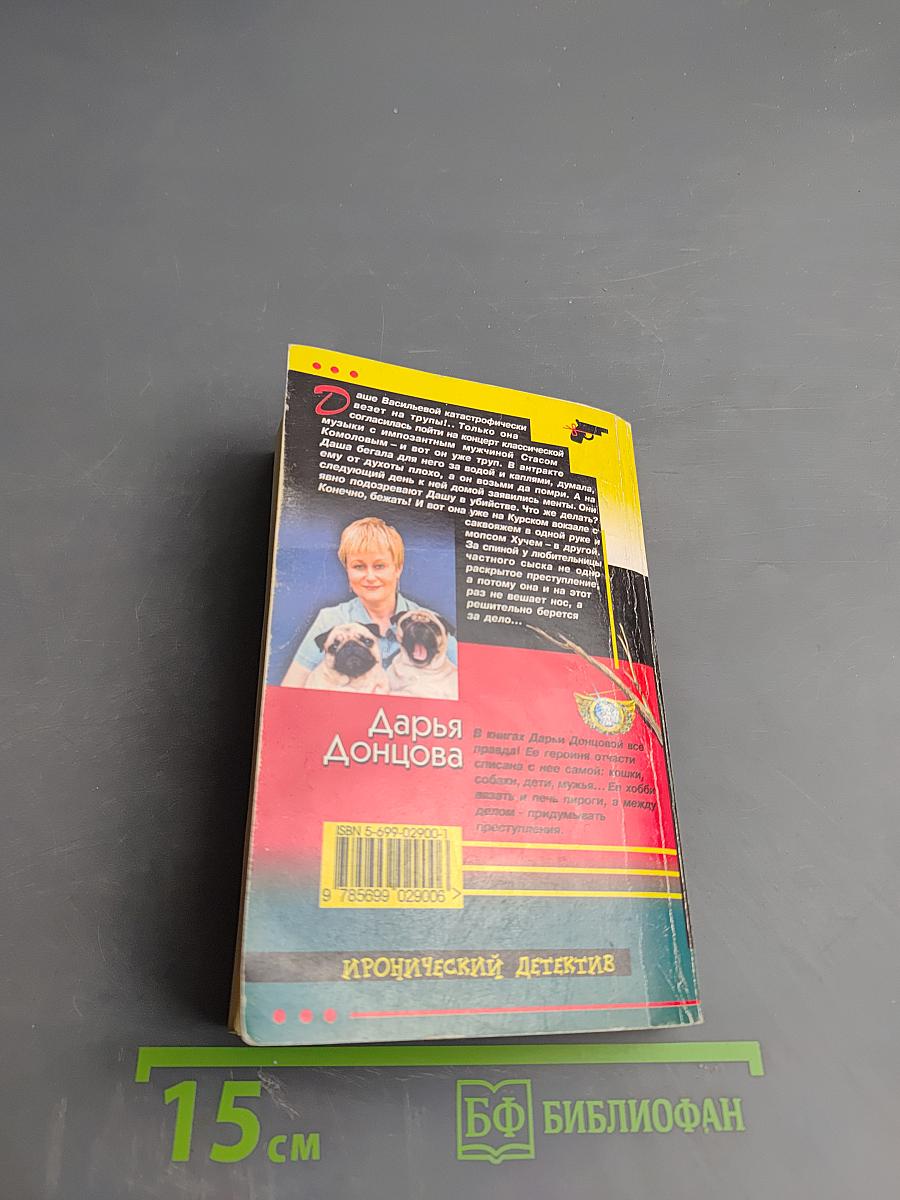 Даше Васильевой катастрофически
везет на трупы!.. Только она
согласилась пойти на концерт классической
музыки с импозантным мужчиной Стасом
Комоловым – и вот он уже труп. В антракте
Даша бегала для него за водой и каплями, думала,
ему от духоты плохо, а он возьми да помри. А на
следующий день к ней домой заявились менты. Они
явно подозревают Дашу в убийстве. Что же делать?
Конечно, бежать! И вот она уже на Курском вокзале с
саквояжем в одной руке и
мопсом Хучем – в другой.
За спиной у любительницы
частного сыска не одно
раскрытое преступление,
а потому она и на этот
раз не вешает нос, а
решительно берется
за дело...
Дарья
Донцова
В книгах Дарьи Донцовой все
правда! Ее героиня отчасти
списана с нее самой: кошки,
собаки, дети, мужья... Ее хобби
вязать и печь пироги, а между
делом - придумывать
преступления.
ISBN 5-699-02900-1
9 785699 029006 >
ИРОНИЧЕСКИЙ ДЕТЕКТИВ
15 см
БФ БИБЛИОФАН